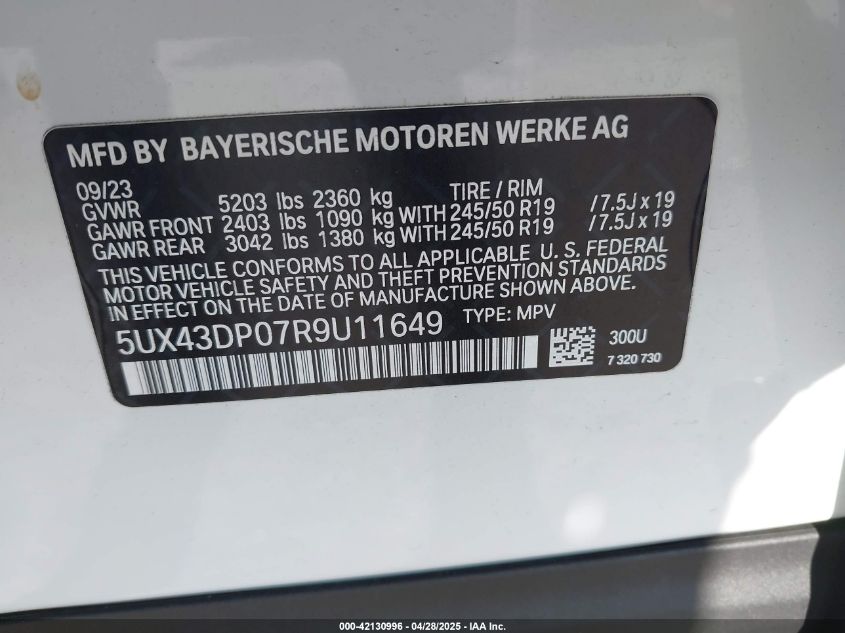 MFD BY BAYERISCHE MOTOREN WERKE AG
09/23 TIRE / RIM
GVWR 5203 lbs 2360 kg
GAWR FRONT 2403 lbs 1090 kg WITH 245/50 R19 /7.5J x 19
GAWR REAR 3042 lbs 1380 kg WITH 245/50 R19 /7.5J x 19
THIS VEHICLE CONFORMS TO ALL APPLICABLE U. S. FEDERAL
MOTOR VEHICLE SAFETY AND THEFT PREVENTION STANDARDS
IN EFFECT ON THE DATE OF MANUFACTURE SHOWN ABOVE.
5UX43DP07R9U11649 TYPE: MPV
300U
7 320 730
000-42130996 / 04/28/2025 - IAA Inc.